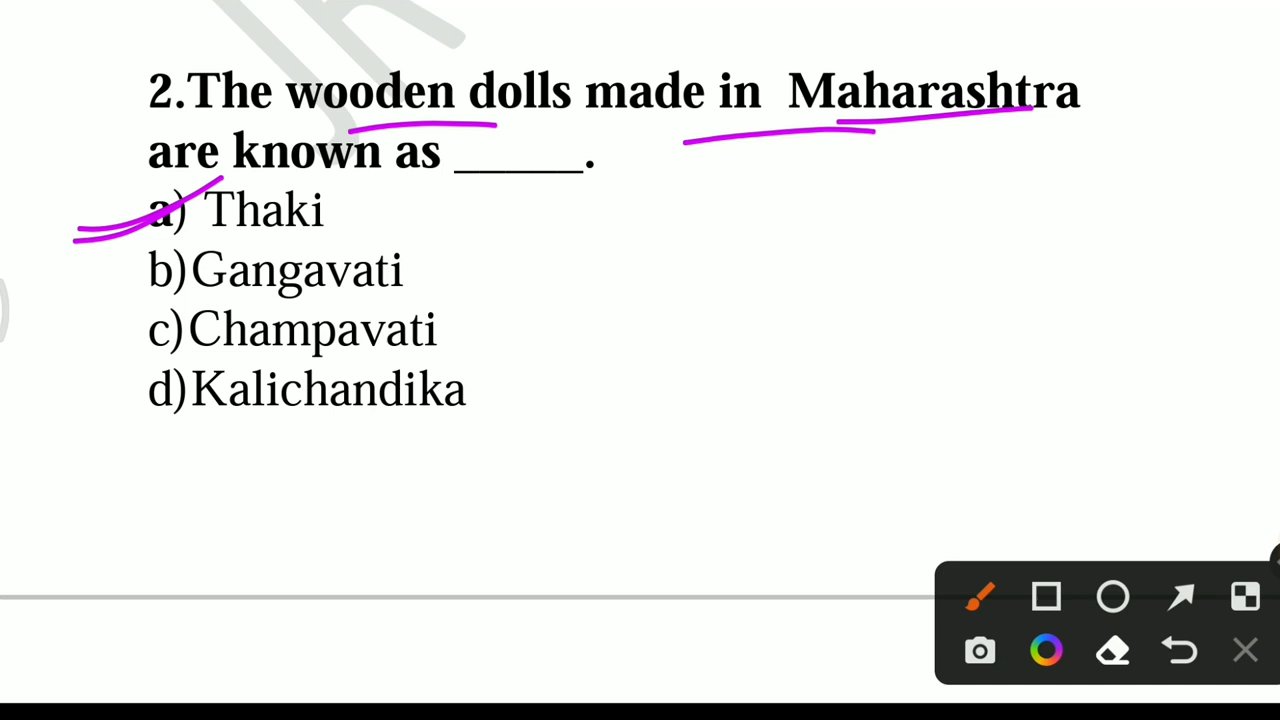 2.The wooden dolls made in Maharashtra
are known as ______.
a) Thaki
b)Gangavati
c)Champavati
d)Kalichandika